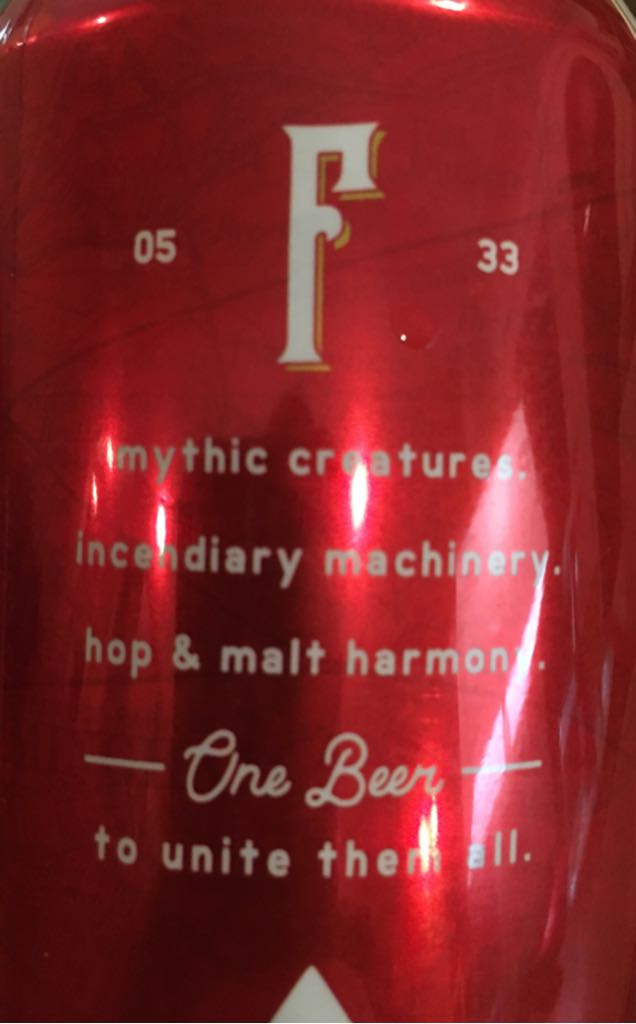 F
05 33
mythic creatures.
incendiary machinery.
hop & malt harmony.
One Beer
to unite them all.